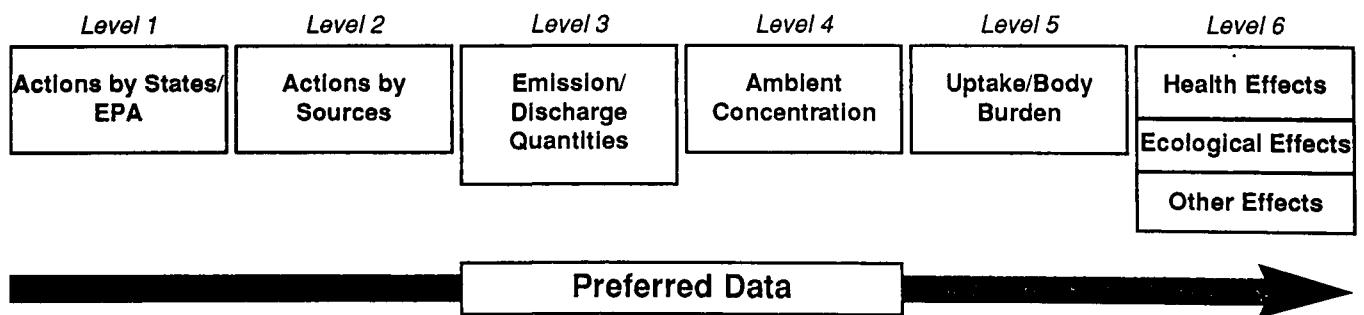 Level 1
Level 2
Level 3
Level 4
Level 5
Level 6
Actions by States/
EPA
Actions by
Sources
Emission/
Discharge
Quantities
Ambient
Concentration
Uptake/Body
Burden
Health Effects
Ecological Effects
Other Effects
Preferred Data